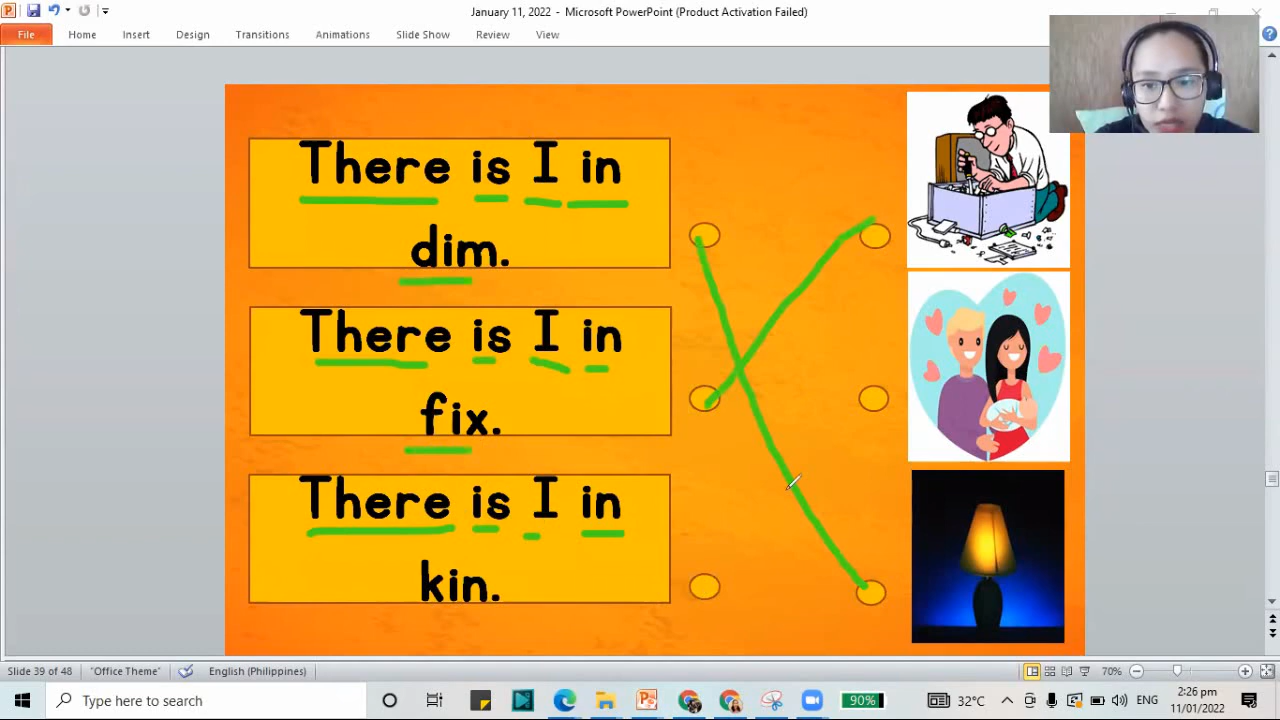 January 11, 2022 - Microsoft PowerPoint (Product Activation Failed)
File Home Insert Design Transitions Animations Slide Show Review View
There is I in
dim.
There is I in
fix.
There is I in
kin.
Slide 39 of 48 "Office Theme" English (Philippines) 70%
Type here to search 90% 32°C ENG 2:26 pm
11/01/2022